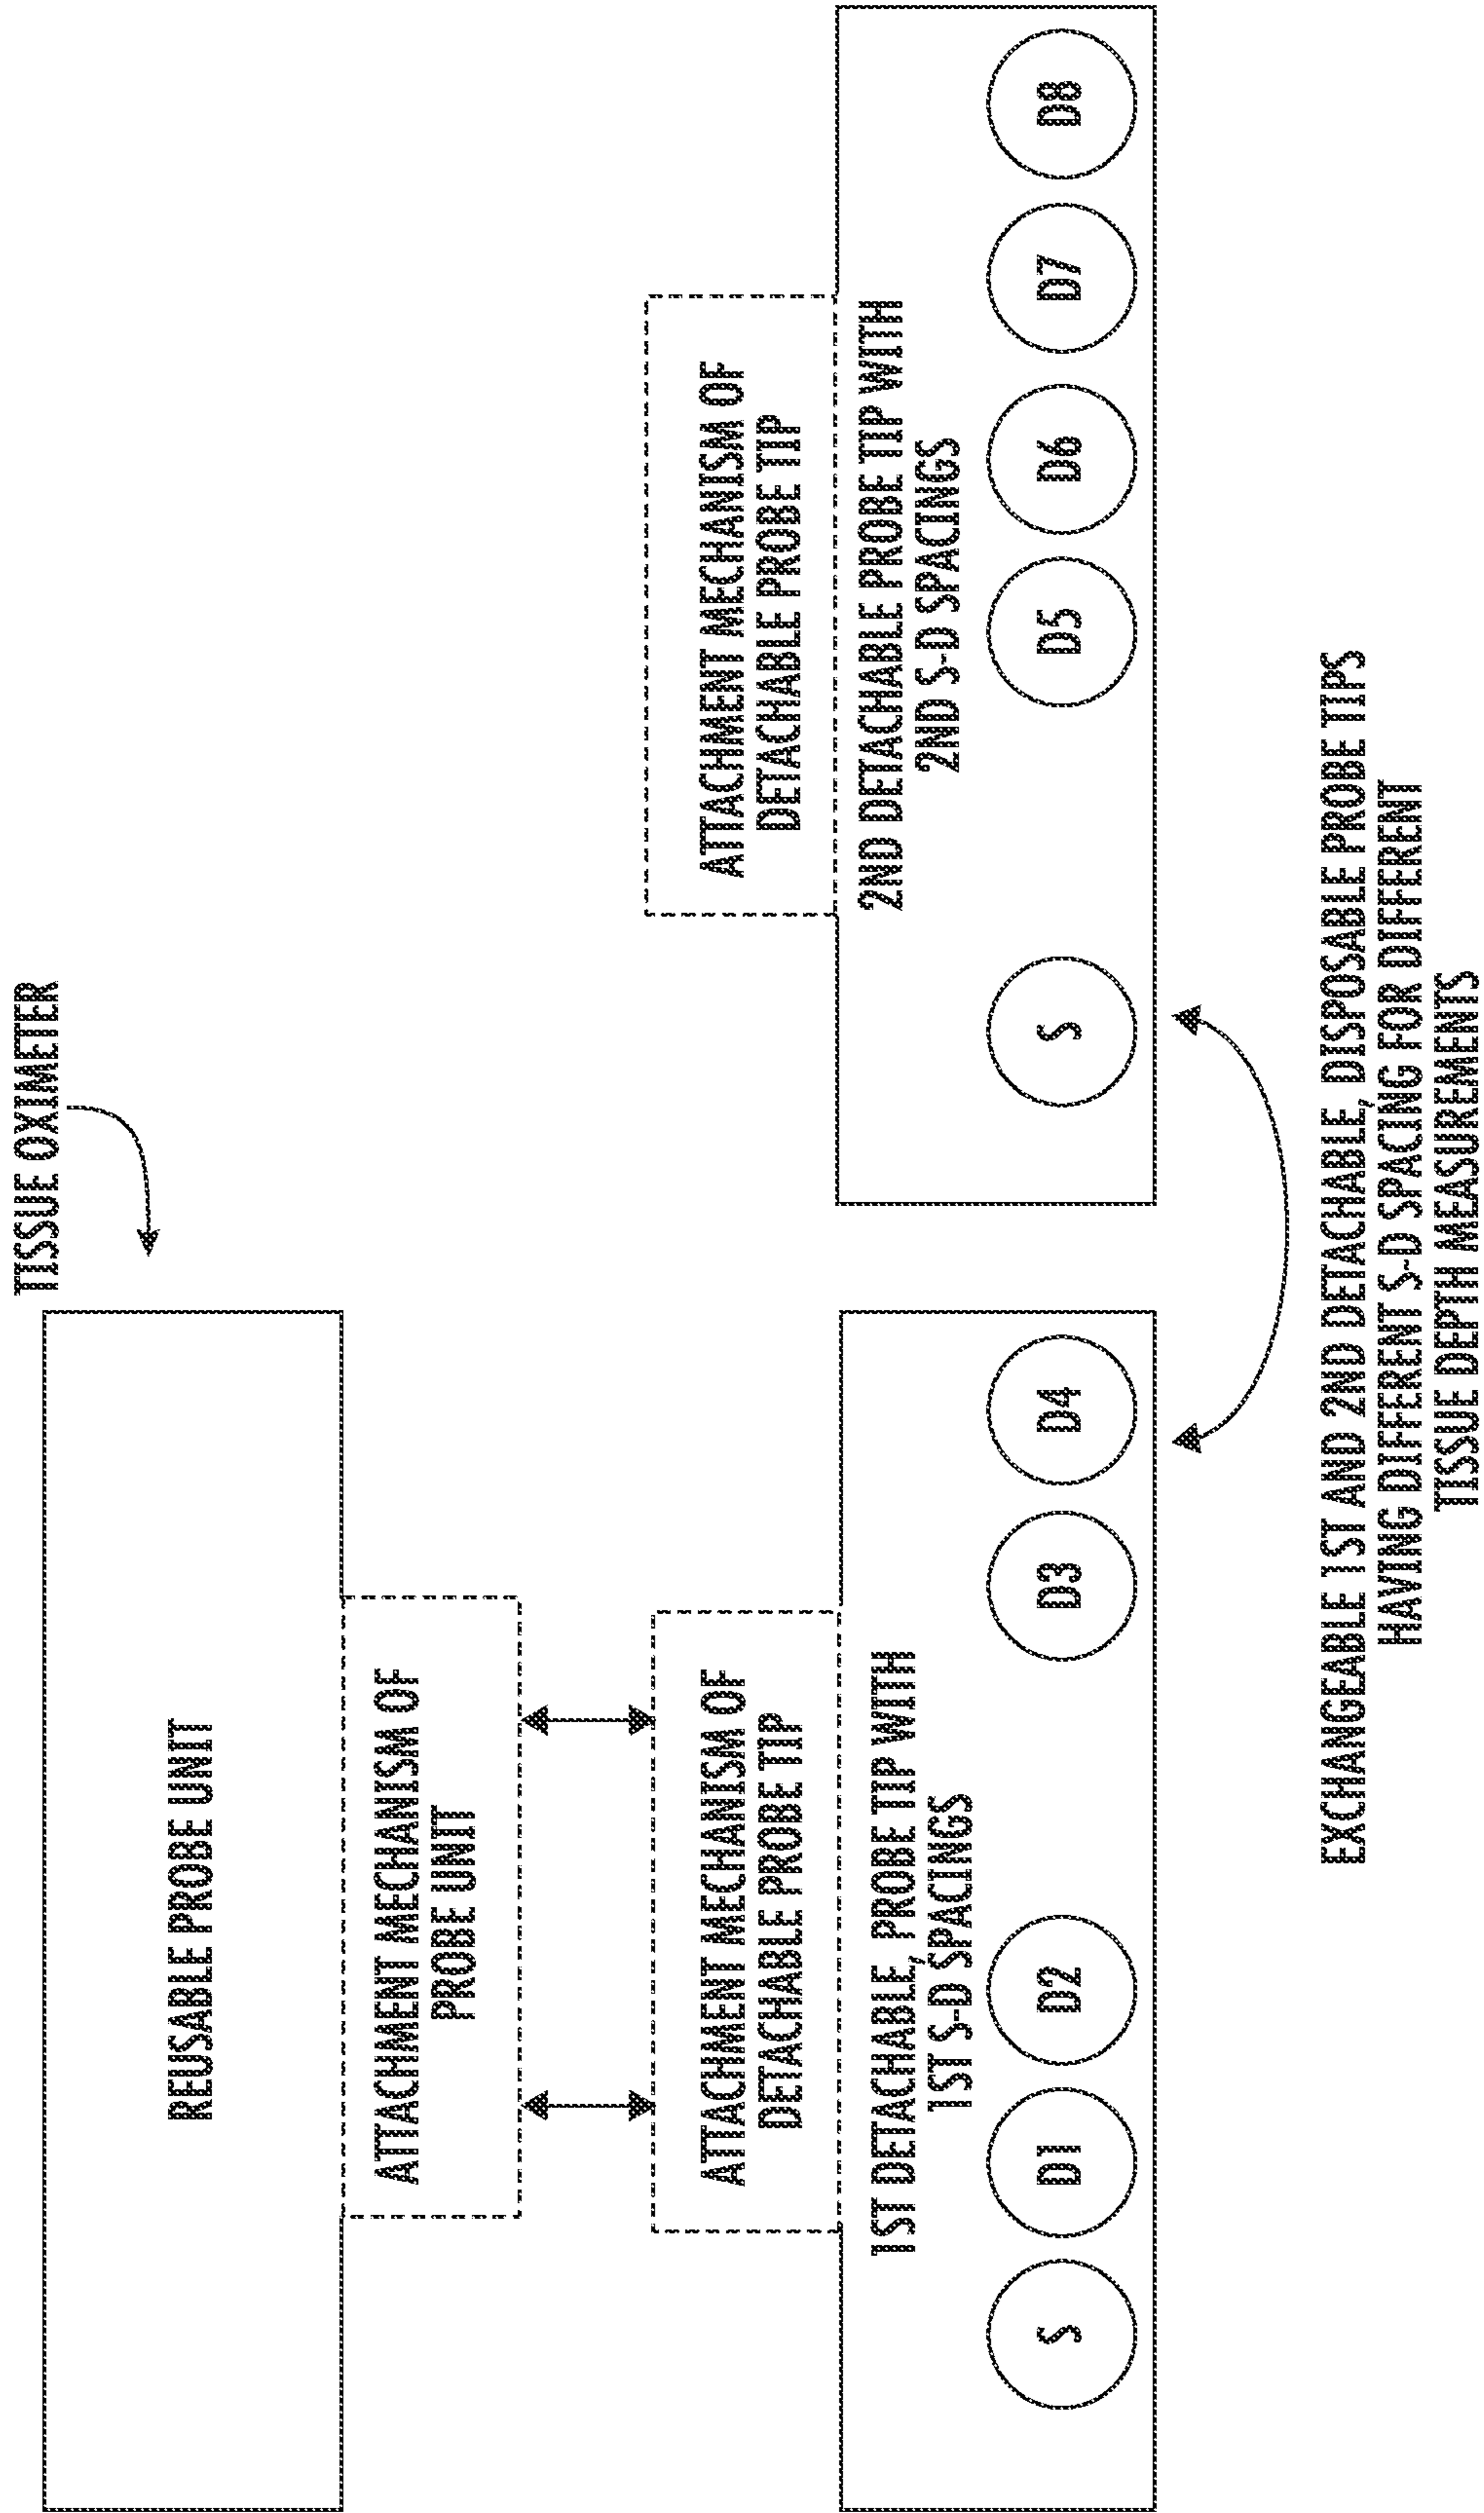 TISSUE OXIMETER
REUSABLE PROBE UNIT
ATTACHMENT MECHANISM OF
PROBE UNIT
ATTACHMENT MECHANISM OF
DETACHABLE PROBE TIP
1ST DETACHABLE, PROBE TIP WITH
1ST S-D SPACINGS
S
D1
D2
D3
D4
ATTACHMENT MECHANISM OF
DETACHABLE PROBE TIP
2ND DETACHABLE PROBE TIP WITH
2ND S-D SPACINGS
S
D5
D6
D7
D8
EXCHANGEABLE 1ST AND 2ND DETACHABLE, DISPOSABLE PROBE TIPS
HAVING DIFFERENT S-D SPACING FOR DIFFERENT
TISSUE DEPTH MEASUREMENTS